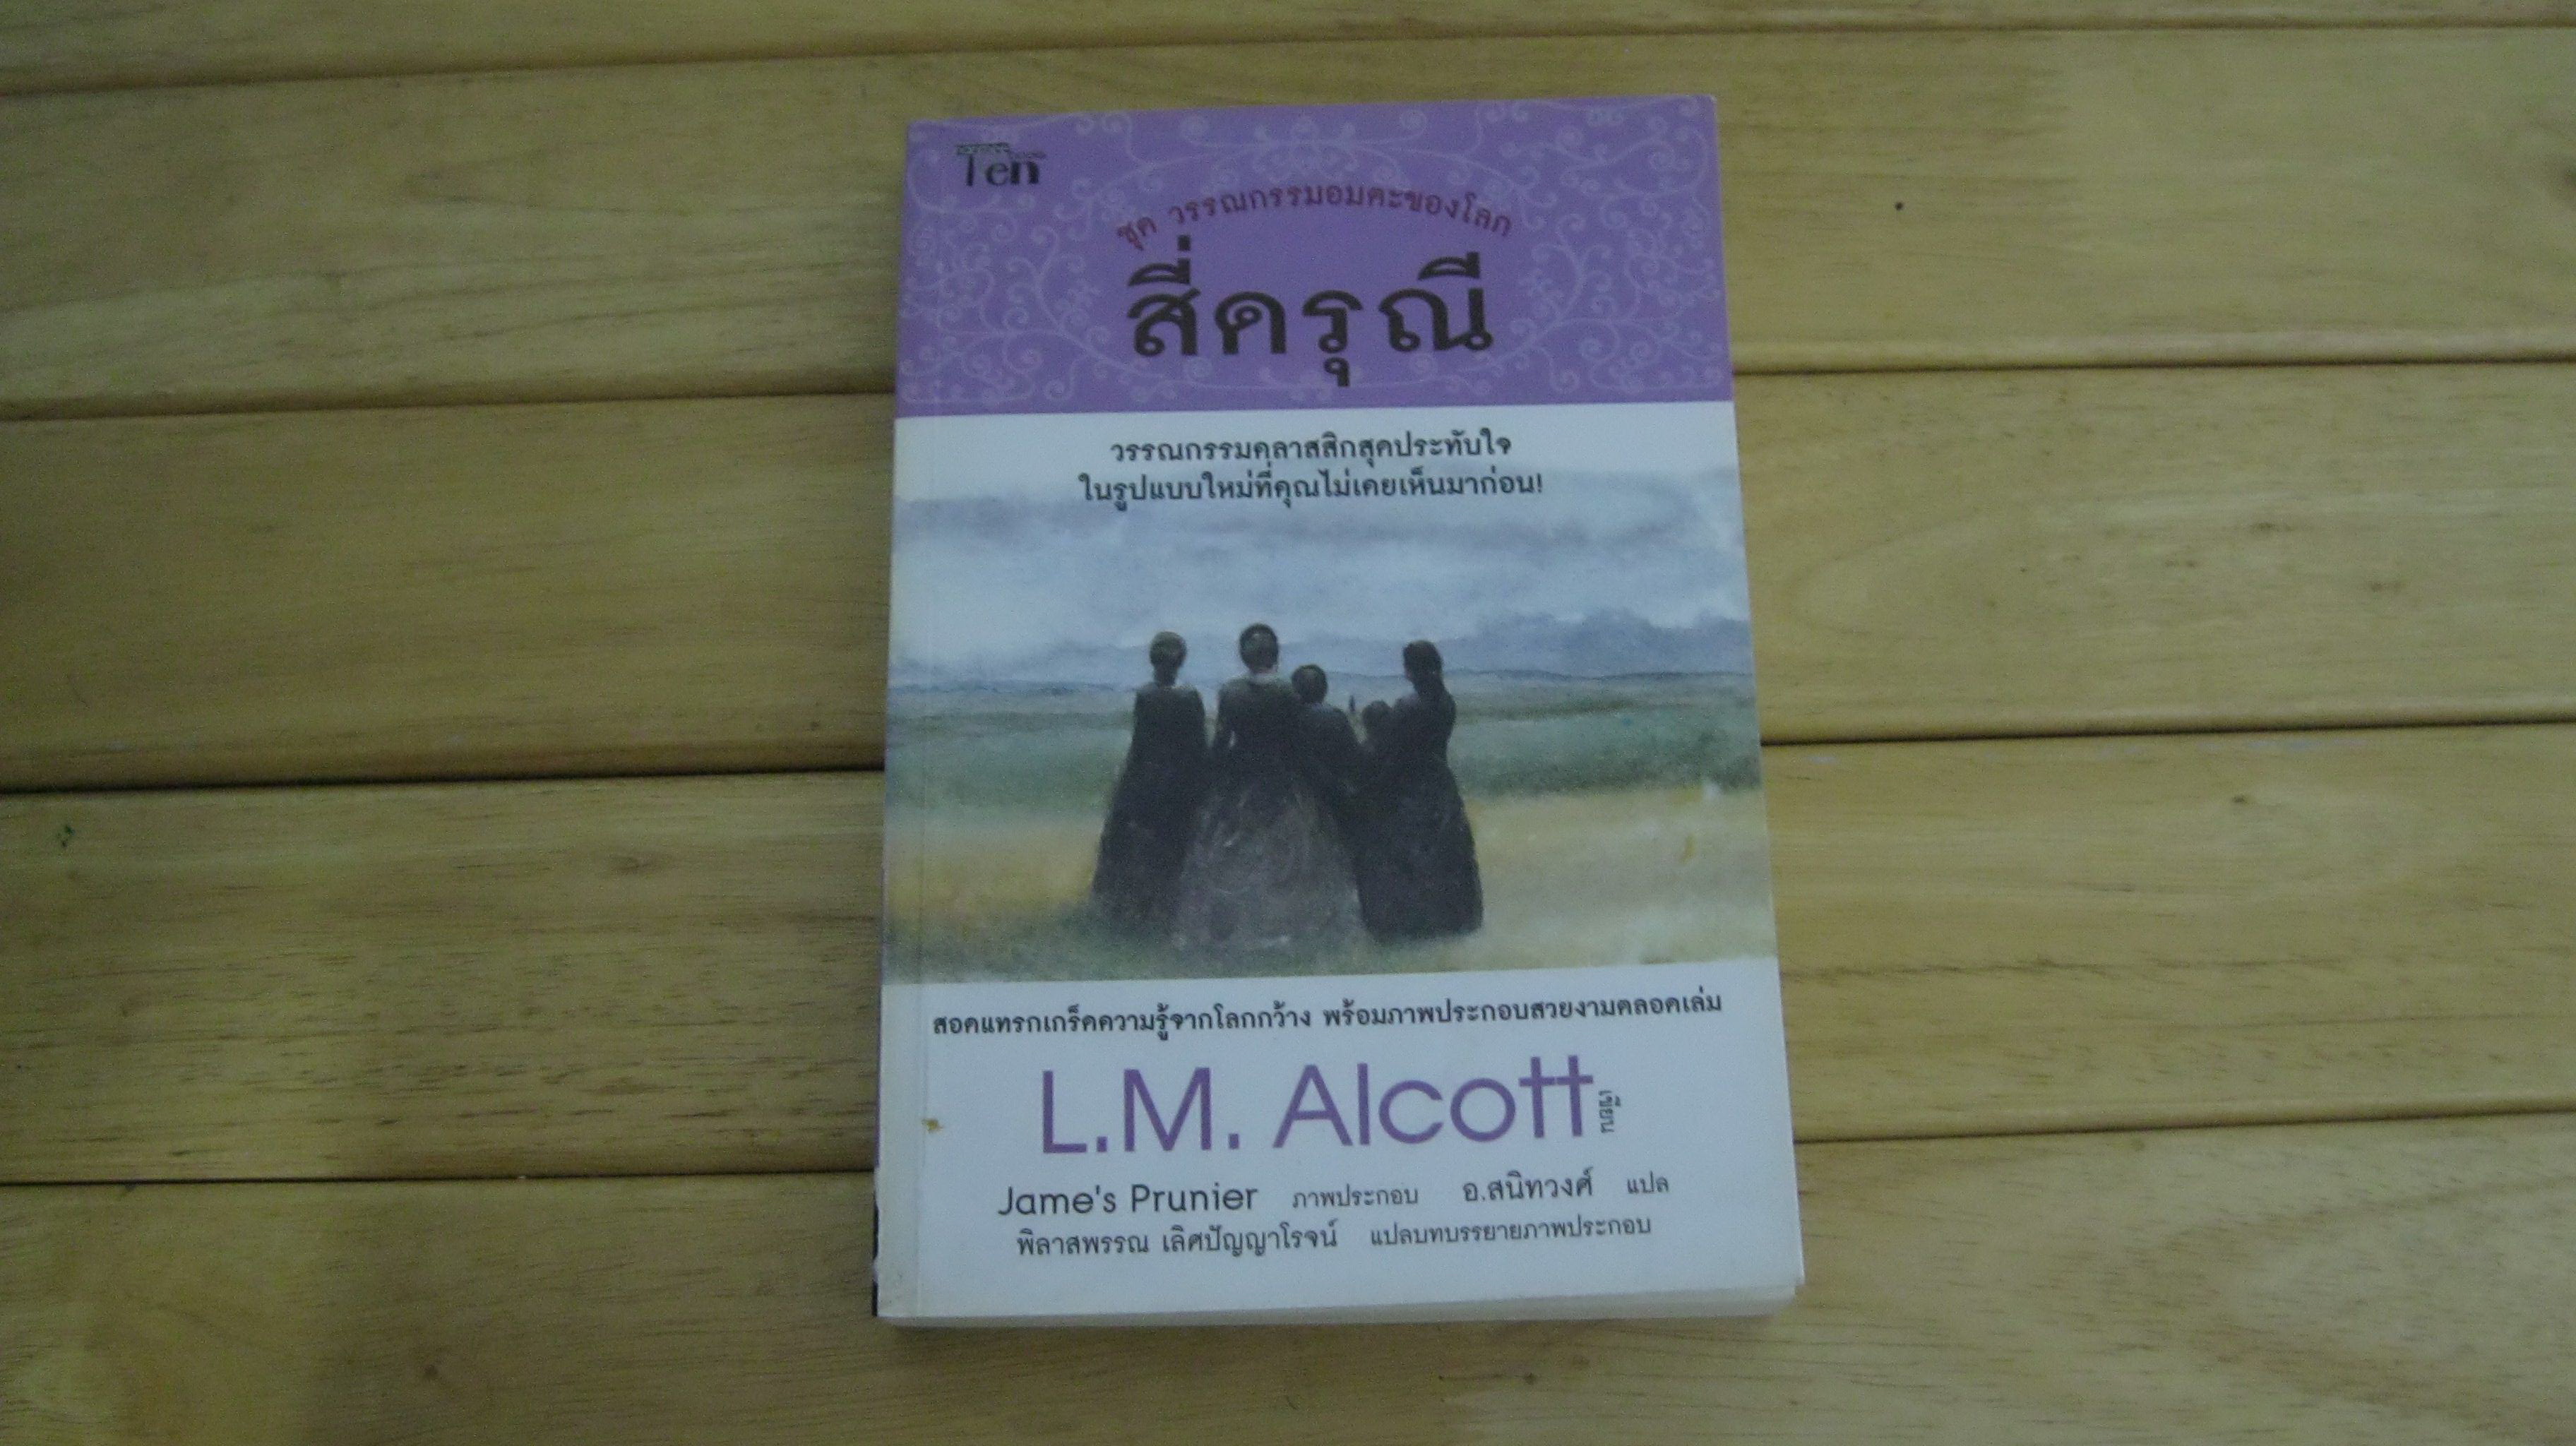 Ten
ชุด วรรณกรรมอมตะของโลก
สี่ดรุณี
วรรณกรรมคลาสสิกสุดประทับใจ
ในรูปแบบใหม่ที่คุณไม่เคยเห็นมาก่อน!
สอดแทรกเกร็ดความรู้จากโลกกว้าง พร้อมภาพประกอบสวยงามตลอดเล่ม
L.M. Alcott เขียน
Jame's Prunier ภาพประกอบ อ.สนิทวงศ์ แปล
พิลาสพรรณ เลิศปัญญาโรจน์ แปลบทบรรยายภาพประกอบ